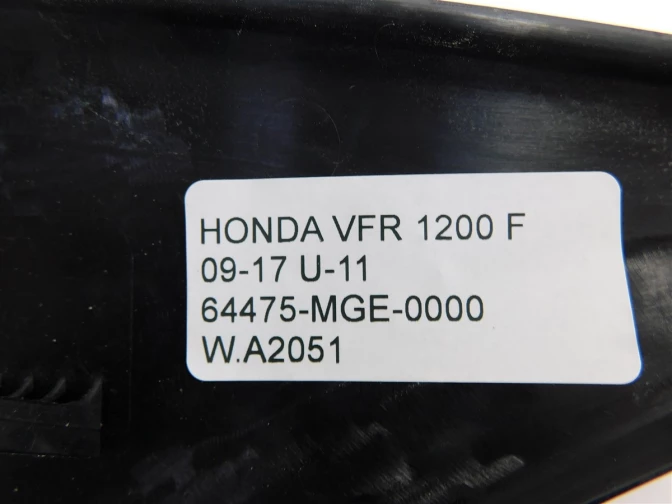 HONDA VFR 1200 F
09-17 U-11
64475-MGE-0000
W.A2051